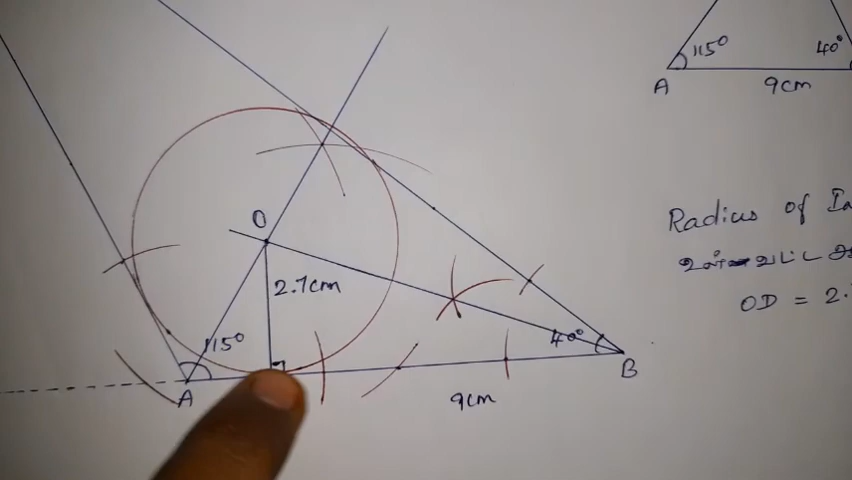 115°
40°
A
9cm
O
Radius of
2.7cm
OD = 2.
115°
40°
A
B
9cm